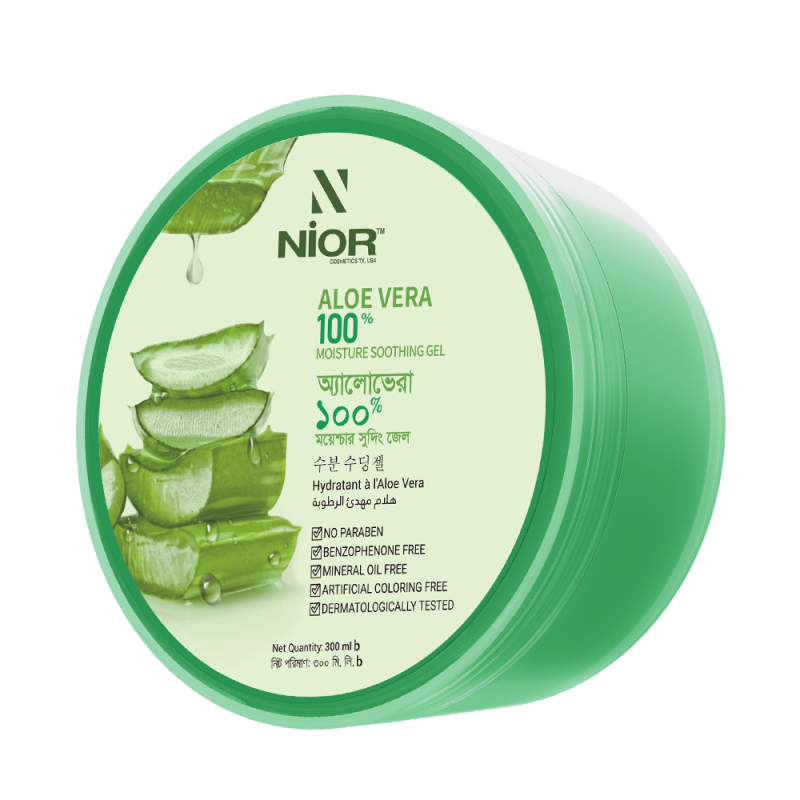 N
NiOR™
COSMETICS TX, USA
ALOE VERA
100%
MOISTURE SOOTHING GEL
অ্যালোভেরা
১০০%
ময়েশ্চার সুদিং জেল
수분 수딩 젤
Hydratant à l'Aloe Vera
هلام مهدئ الرطوبة
☑NO PARABEN
☑BENZOPHENONE FREE
☑MINERAL OIL FREE
☑ARTIFICIAL COLORING FREE
☑DERMATOLOGICALLY TESTED
Net Quantity: 300 ml b
নিট পরিমাণ: ৩০০ মি. লি. b